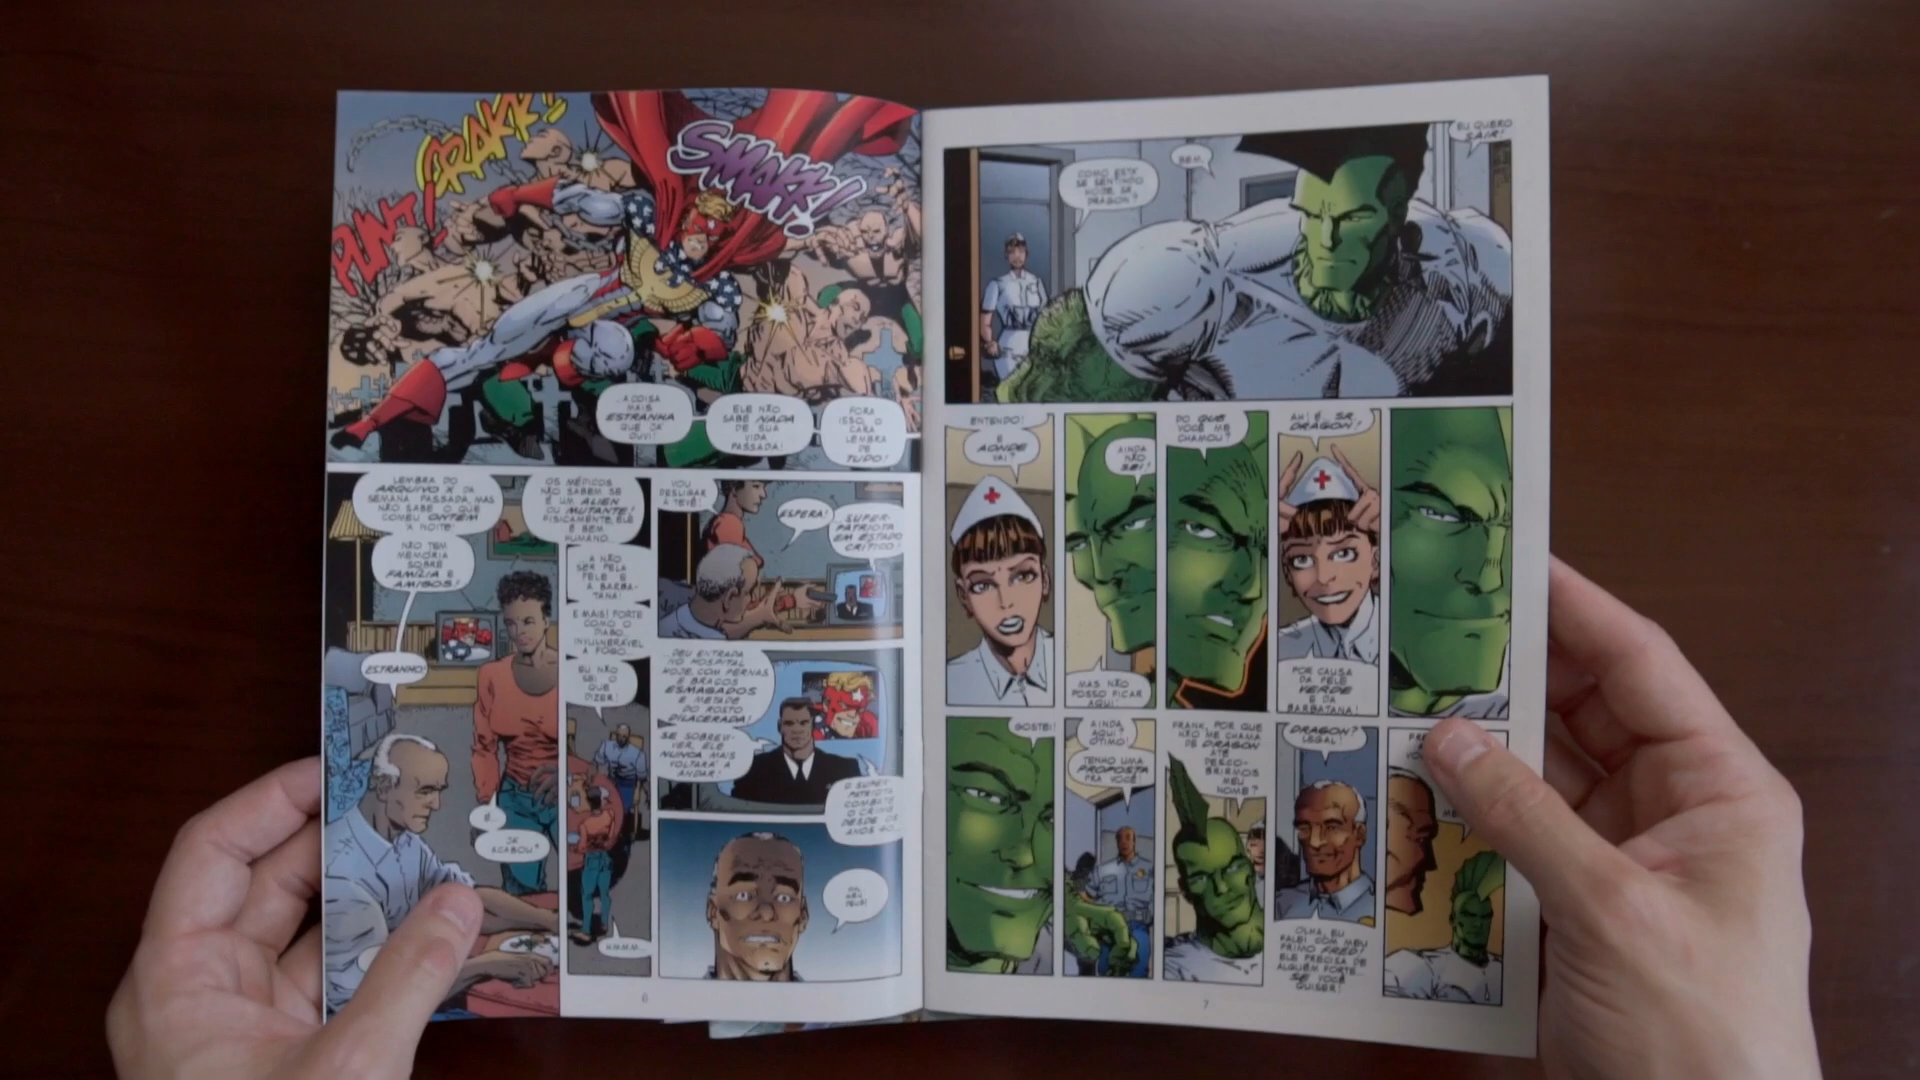 PUNT!
CRAKK!
SMAKK!
...A COISA
MAIS
ESTRANHA
QUE JÁ
OUVI!
ELE NÃO
SABE NADA
DE SUA
VIDA
PASSADA!
FORA
ISSO, O
CARA
LEMBRA
DE
TUDO!
LEMBRA DO
ARQUIVO X DA
SEMANA PASSADA, MAS
NÃO SABE O QUE
COMEU ONTEM
À NOITE!
NÃO TEM
MEMÓRIA
SOBRE
FAMÍLIA E
AMIGOS!
ESTRANHO!
OS MÉDICOS
NÃO SABEM SE
É UM ALIEN
OU MUTANTE!
FISICAMENTE, ELE
É BEM
HUMANO...
A NÃO
SER PELA
PELE E
A BARBA-
TANA!
E MAIS! FORTE
COMO O
DIABO...
INVULNERÁVEL
A FOGO...
EU NÃO
SEI O
QUE
DIZER!
É...
JÁ
ACABOU?
HMMM...
VOU
DESLIGAR
A TEVÊ!
ESPERA!
...SUPER-
PATRIOTA
EM ESTADO
CRÍTICO!
...DEU ENTRADA
NO HOSPITAL
HOJE, COM PERNAS
E BRAÇOS
ESMAGADOS
E METADE
DO ROSTO
DILACERADA!
SE SOBREVI-
VER, ELE
NUNCA MAIS
VOLTARÁ A
ANDAR!
O SUPER-
PATRIOTA
COMBATE
O CRIME
DESDE OS
ANOS 40...
MEU
DEUS!
6
COMO ESTÁ
SE SENTINDO
HOJE, SR.
DRAGON?
BEM.
EU QUERO
SAIR!
ENTENDO!
E
AONDE
VAI?
AINDA
NÃO
SEI!
MAS NÃO
POSSO FICAR
AQUI!
DO QUE
VOCÊ ME
CHAMOU?
AH! É, SR.
DRAGON!
POR CAUSA
DA PELE
VERDE
E DA
BARBATANA!
GOSTEI!
AINDA
AQUI?
ÓTIMO!
TENHO UMA
PROPOSTA
PRA VOCÊ!
FRANK, POR QUE
NÃO ME CHAMA
DE DRAGON
ATÉ
DESCO-
BRIRMOS
MEU
NOME?
DRAGON?
LEGAL!
OLHA, EU
FALEI COM MEU
PRIMO FRED!
ELE PRECISA DE
ALGUÉM FORTE...
SE VOCÊ
QUISER!
7